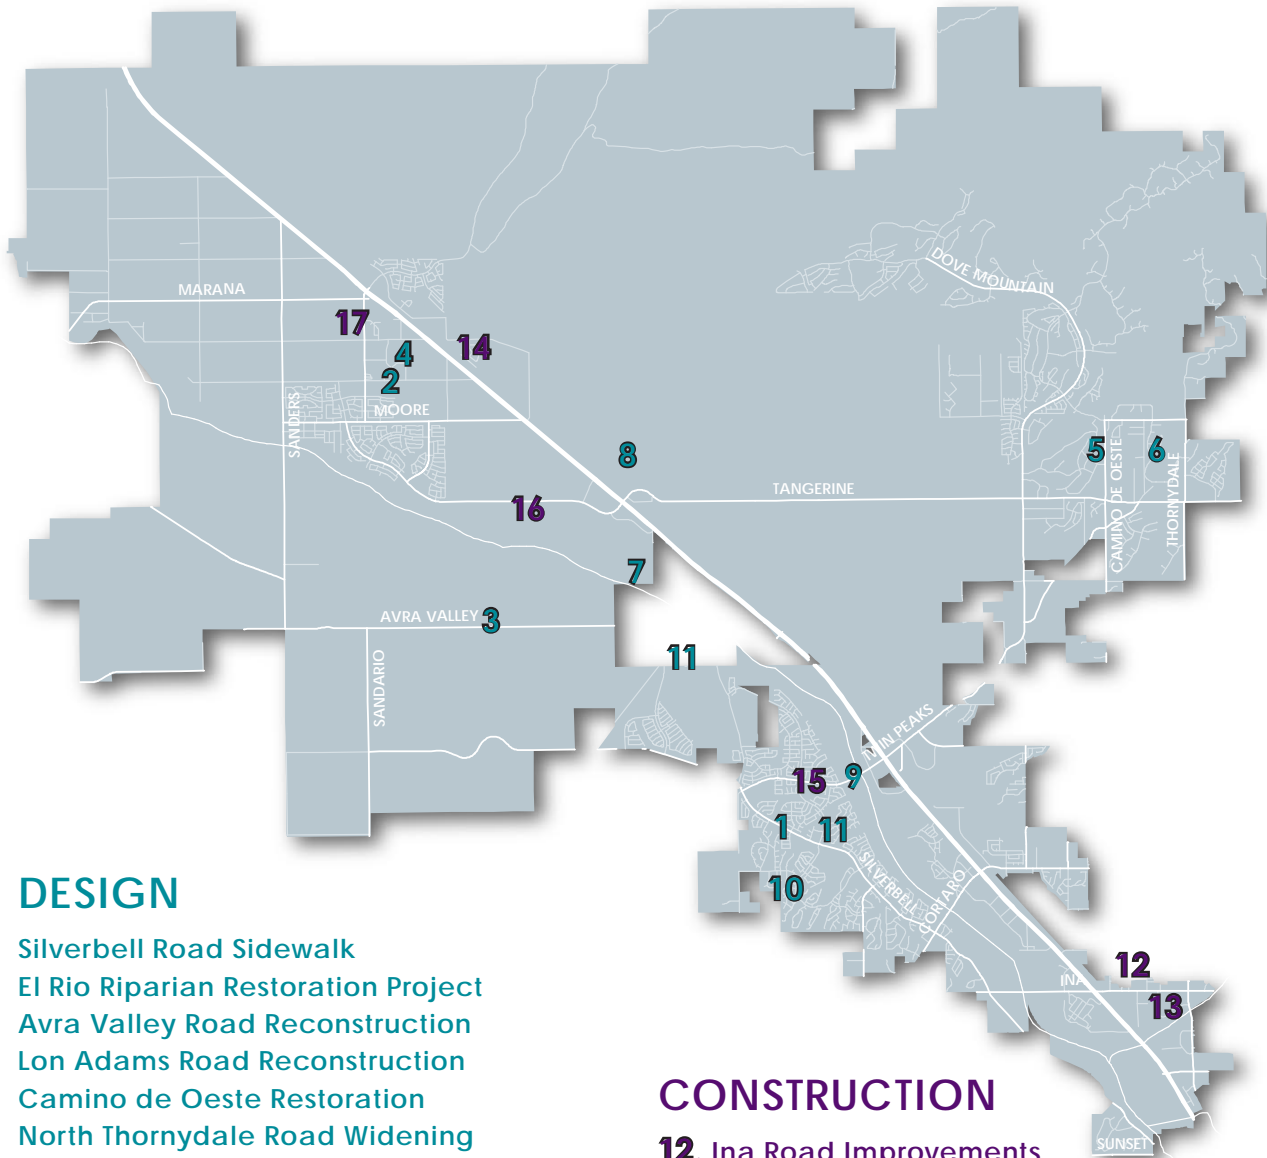 DOVE MOUNTAIN
MARANA
17
14
4
2
MOORE
SANDERS
8
5
6
CAMINO DE OESTE
THORNYDALE
TANGERINE
16
7
AVRA VALLEY
3
11
SANDARIO
TWIN PEAKS
15
9
1
11
SILVERBELL
10
CORTARO
DESIGN
Silverbell Road Sidewalk
El Rio Riparian Restoration Project
Avra Valley Road Reconstruction
Lon Adams Road Reconstruction
Camino de Oeste Restoration
North Thornydale Road Widening
12
INA
13
CONSTRUCTION
12 Ina Road Improvements
SUNSET